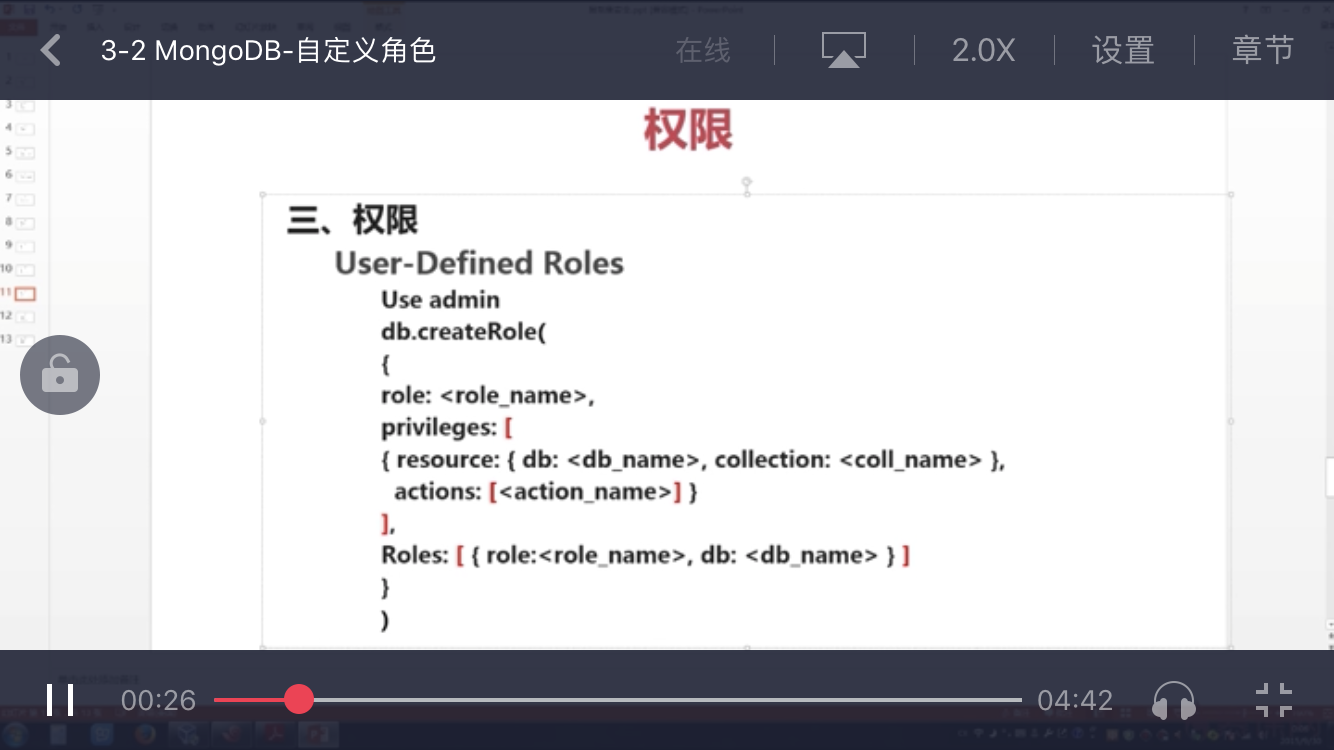 3-2 MongoDB-自定义角色
在线
2.0X
设置
章节
3
4
5
6
7
8
9
10
11
12
13
权限
三、权限
User-Defined Roles
Use admin
db.createRole(
{
role: <role_name>,
privileges: [
{ resource: { db: <db_name>, collection: <coll_name> },
actions: [<action_name>] }
],
Roles: [ { role:<role_name>, db: <db_name> } ]
}
)
00:26
04:42